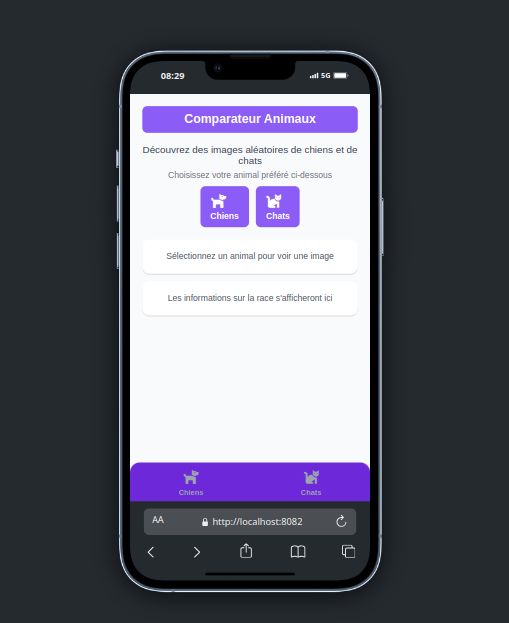 08:29
5G
Comparateur Animaux
Découvrez des images aléatoires de chiens et de
chats
Choisissez votre animal préféré ci-dessous
Chiens
Chats
Sélectionnez un animal pour voir une image
Les informations sur la race s'afficheront ici
Chiens
Chats
AA
http://localhost:8082